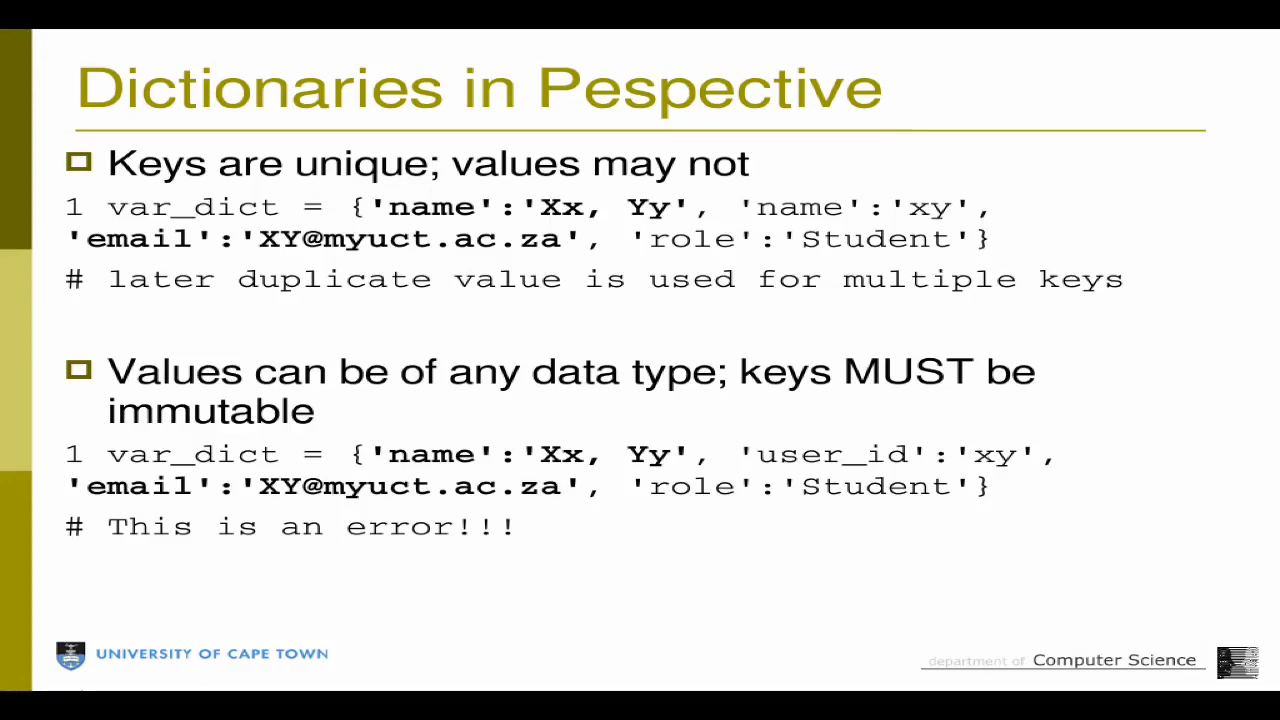 Dictionaries in Pespective
Keys are unique; values may not
1 var_dict = {'name':'Xx, Yy', 'name':'xy',
'email':'XY@myuct.ac.za', 'role':'Student'}
# later duplicate value is used for multiple keys
Values can be of any data type; keys MUST be
immutable
1 var_dict = {'name':'Xx, Yy', 'user_id':'xy',
'email':'XY@myuct.ac.za', 'role':'Student'}
# This is an error!!!
UNIVERSITY OF CAPE TOWN
department of Computer Science